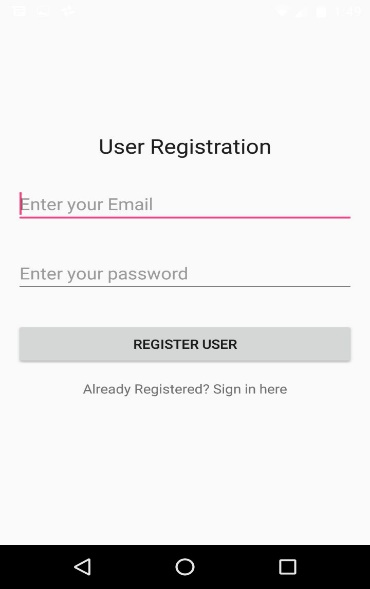 User Registration
Enter your Email
Enter your password
REGISTER USER
Already Registered? Sign in here